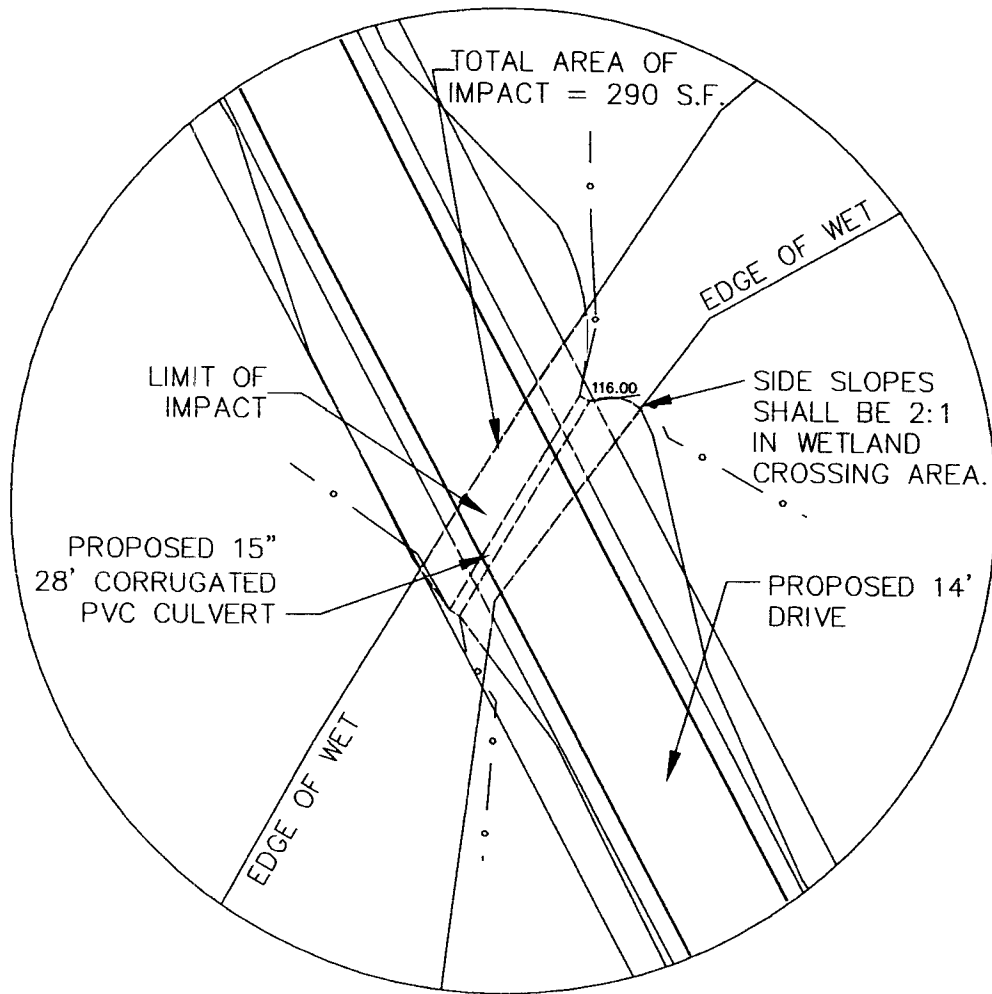 TOTAL AREA OF
IMPACT = 290 S.F.
EDGE OF WET
LIMIT OF
IMPACT
116.00
SIDE SLOPES
SHALL BE 2:1
IN WETLAND
CROSSING AREA.
PROPOSED 15"
28' CORRUGATED
PVC CULVERT
PROPOSED 14'
DRIVE
EDGE OF WET